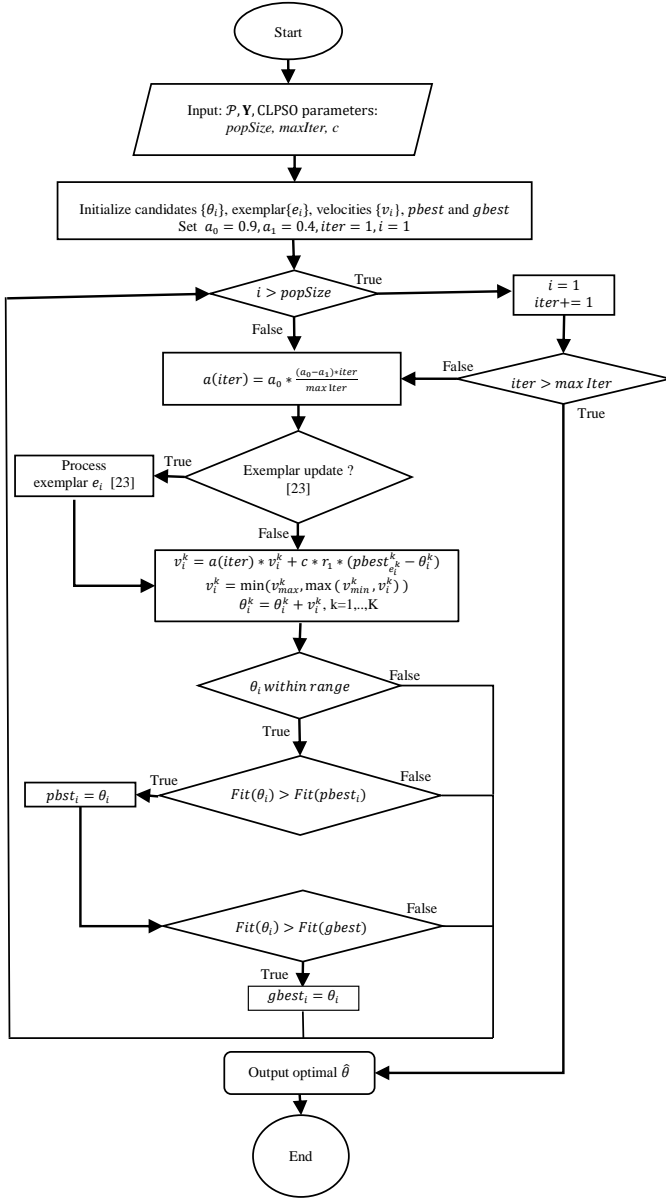 Start
Input: 𝒫, Y, CLPSO parameters:
popSize, maxIter, c
Initialize candidates {θ_i}, exemplar{e_i}, velocities {v_i}, pbest and gbest
Set a_0 = 0.9, a_1 = 0.4, iter = 1, i = 1
i > popSize
True
False
i = 1
iter+= 1
a(iter) = a_0 * (a_0−a_1)*iter / max Iter
False
iter > max Iter
True
Process
exemplar e_i [23]
True
Exemplar update ?
[23]
False
v_i^k = a(iter) * v_i^k + c * r_1 * (pbest_{e_i^k}^k − θ_i^k)
v_i^k = min(v_max^k, max ( v_min^k, v_i^k) )
θ_i^k = θ_i^k + v_i^k, k=1,..,K
θ_i within range
False
True
pbst_i = θ_i
True
Fit(θ_i) > Fit(pbest_i)
False
Fit(θ_i) > Fit(gbest)
False
True
gbest_i = θ_i
Output optimal θ̂
End